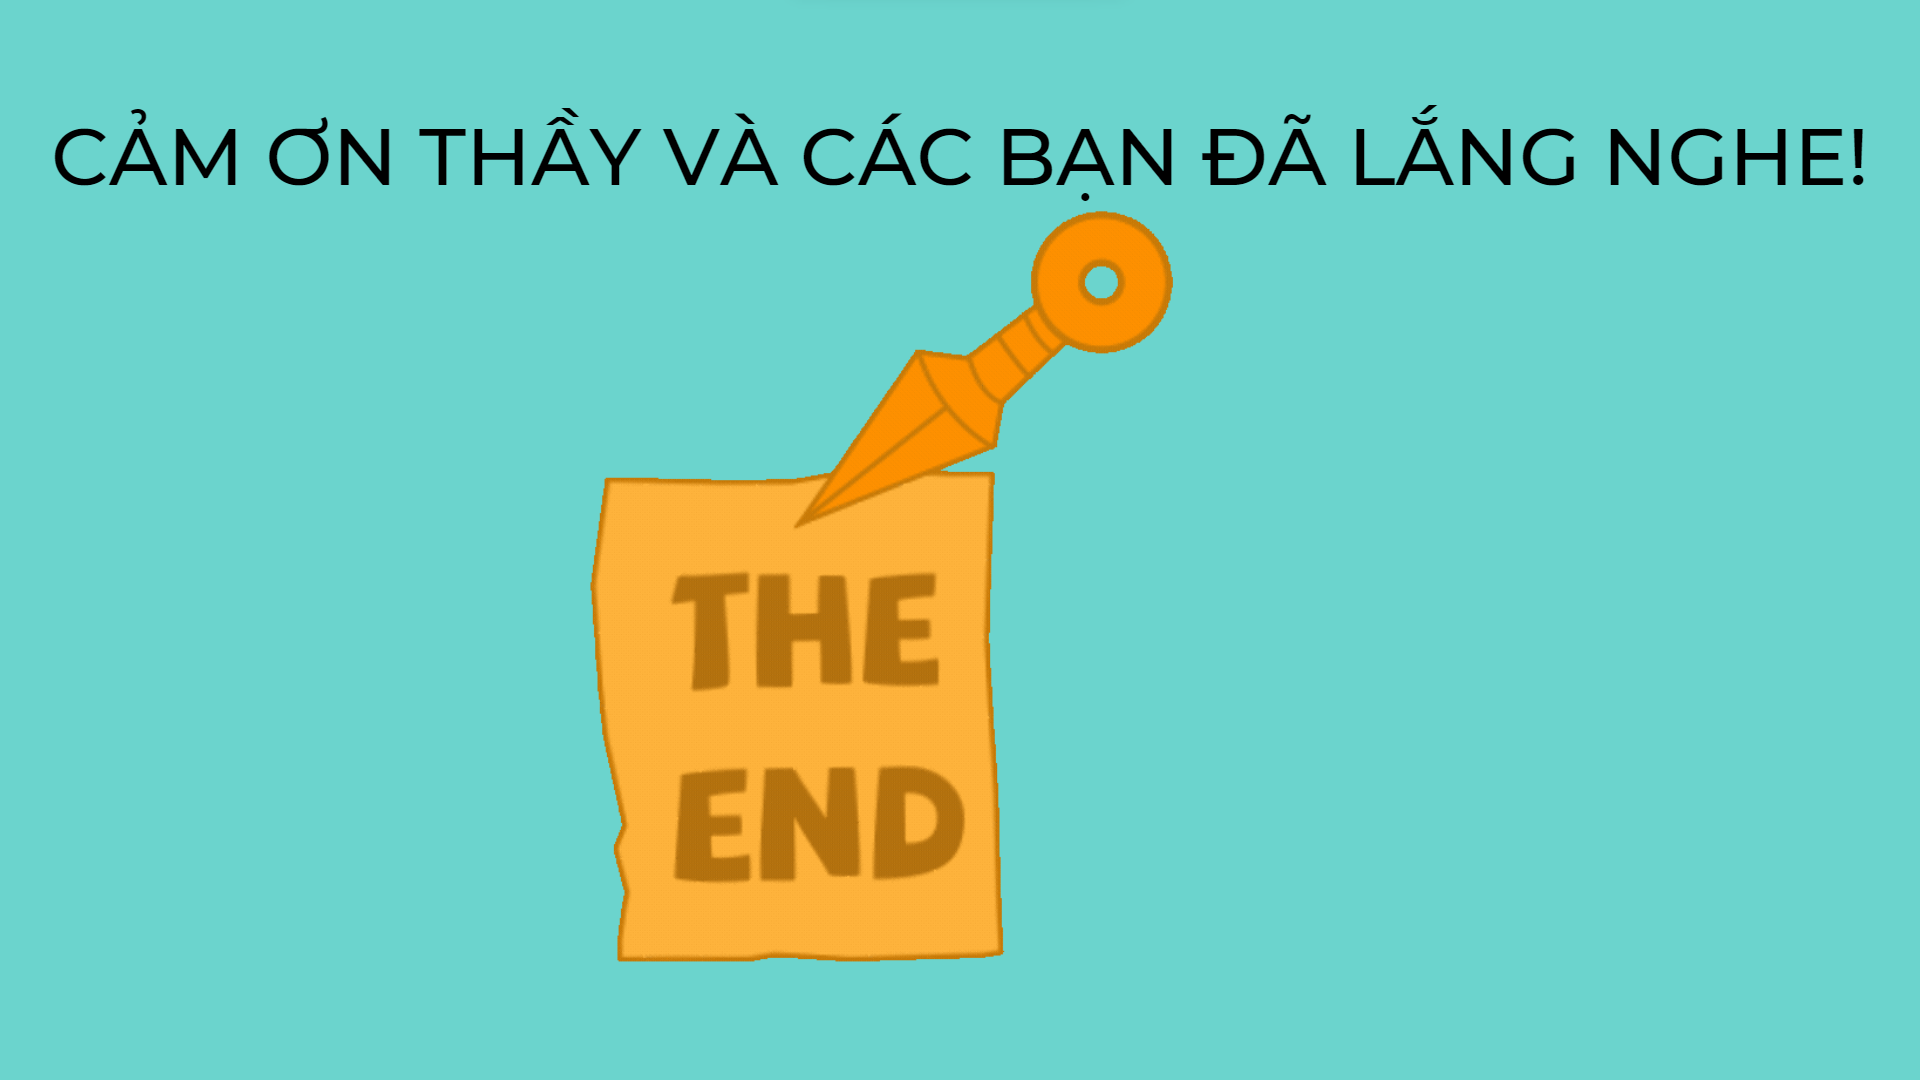 CẢM ƠN THẦY VÀ CÁC BẠN ĐÃ LẮNG NGHE!
THE
END